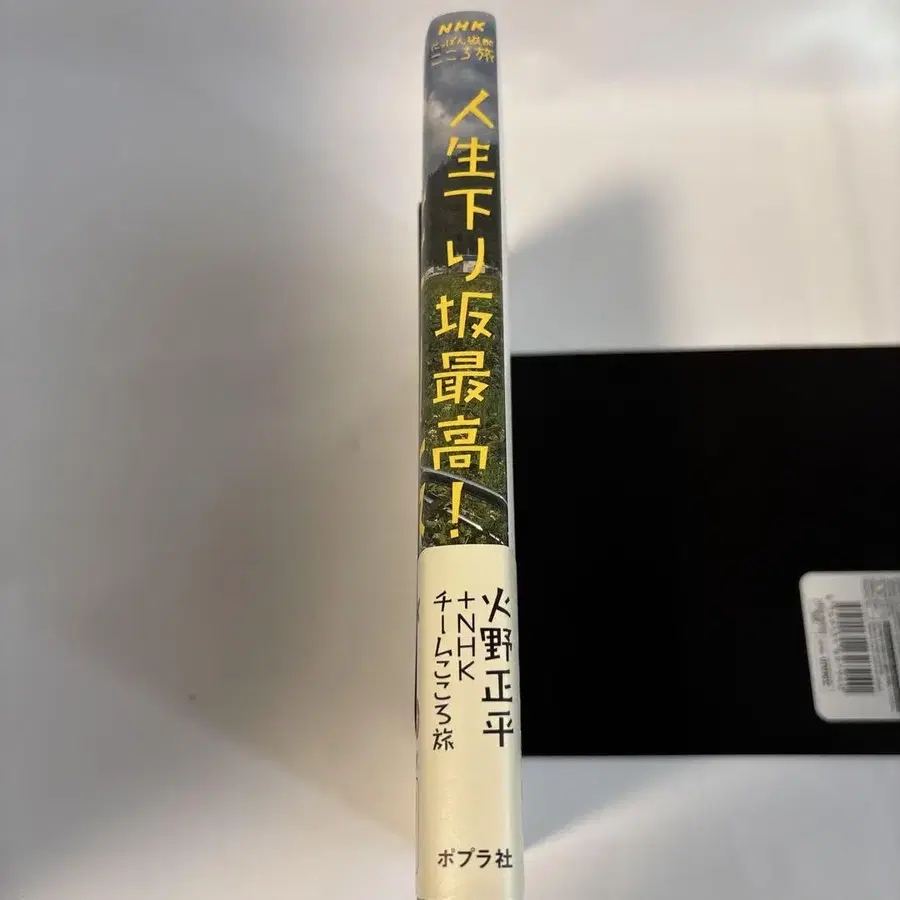 NHK
にっぽん縦断
こころ旅
人生下り坂最高!
火野正平
+NHK
チームこころ旅
ポプラ社